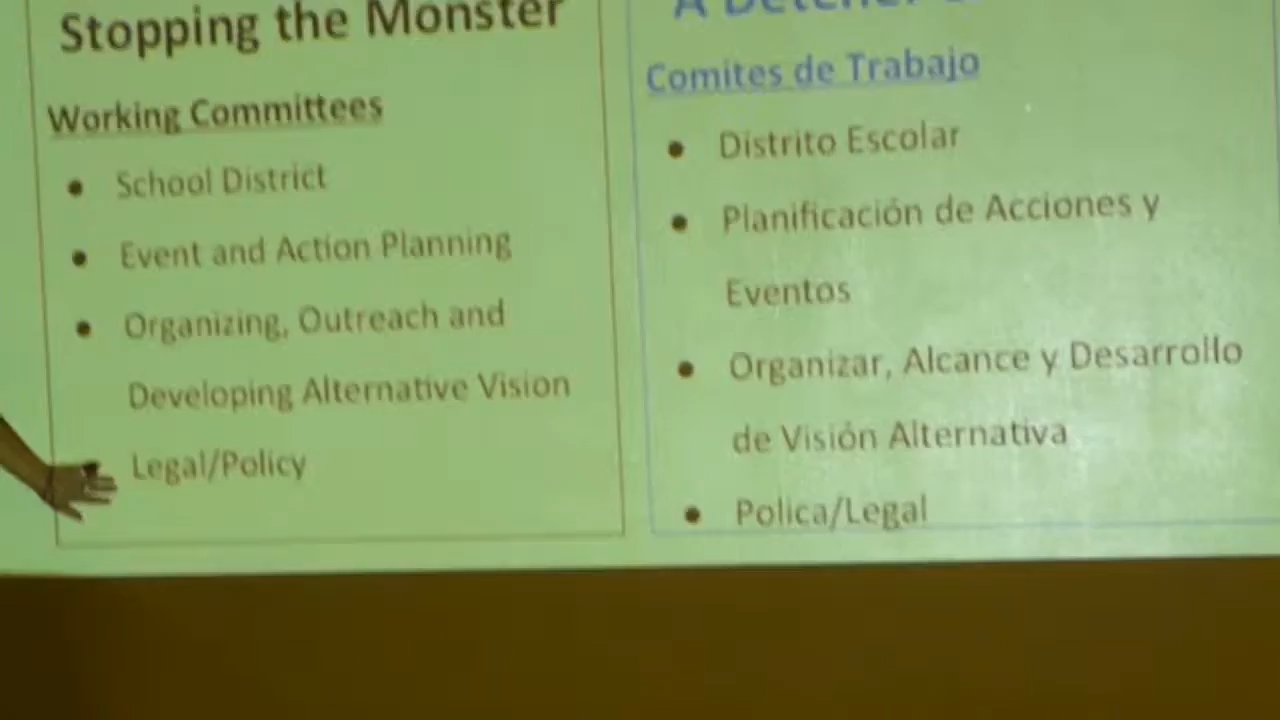 Stopping the Monster
Working Committees
School District
Event and Action Planning
Organizing, Outreach and
Developing Alternative Vision
Legal/Policy
A Detener
Comites de Trabajo
Distrito Escolar
Planificación de Acciones y
Eventos
Organizar, Alcance y Desarrollo
de Visión Alternativa
Polica/Legal